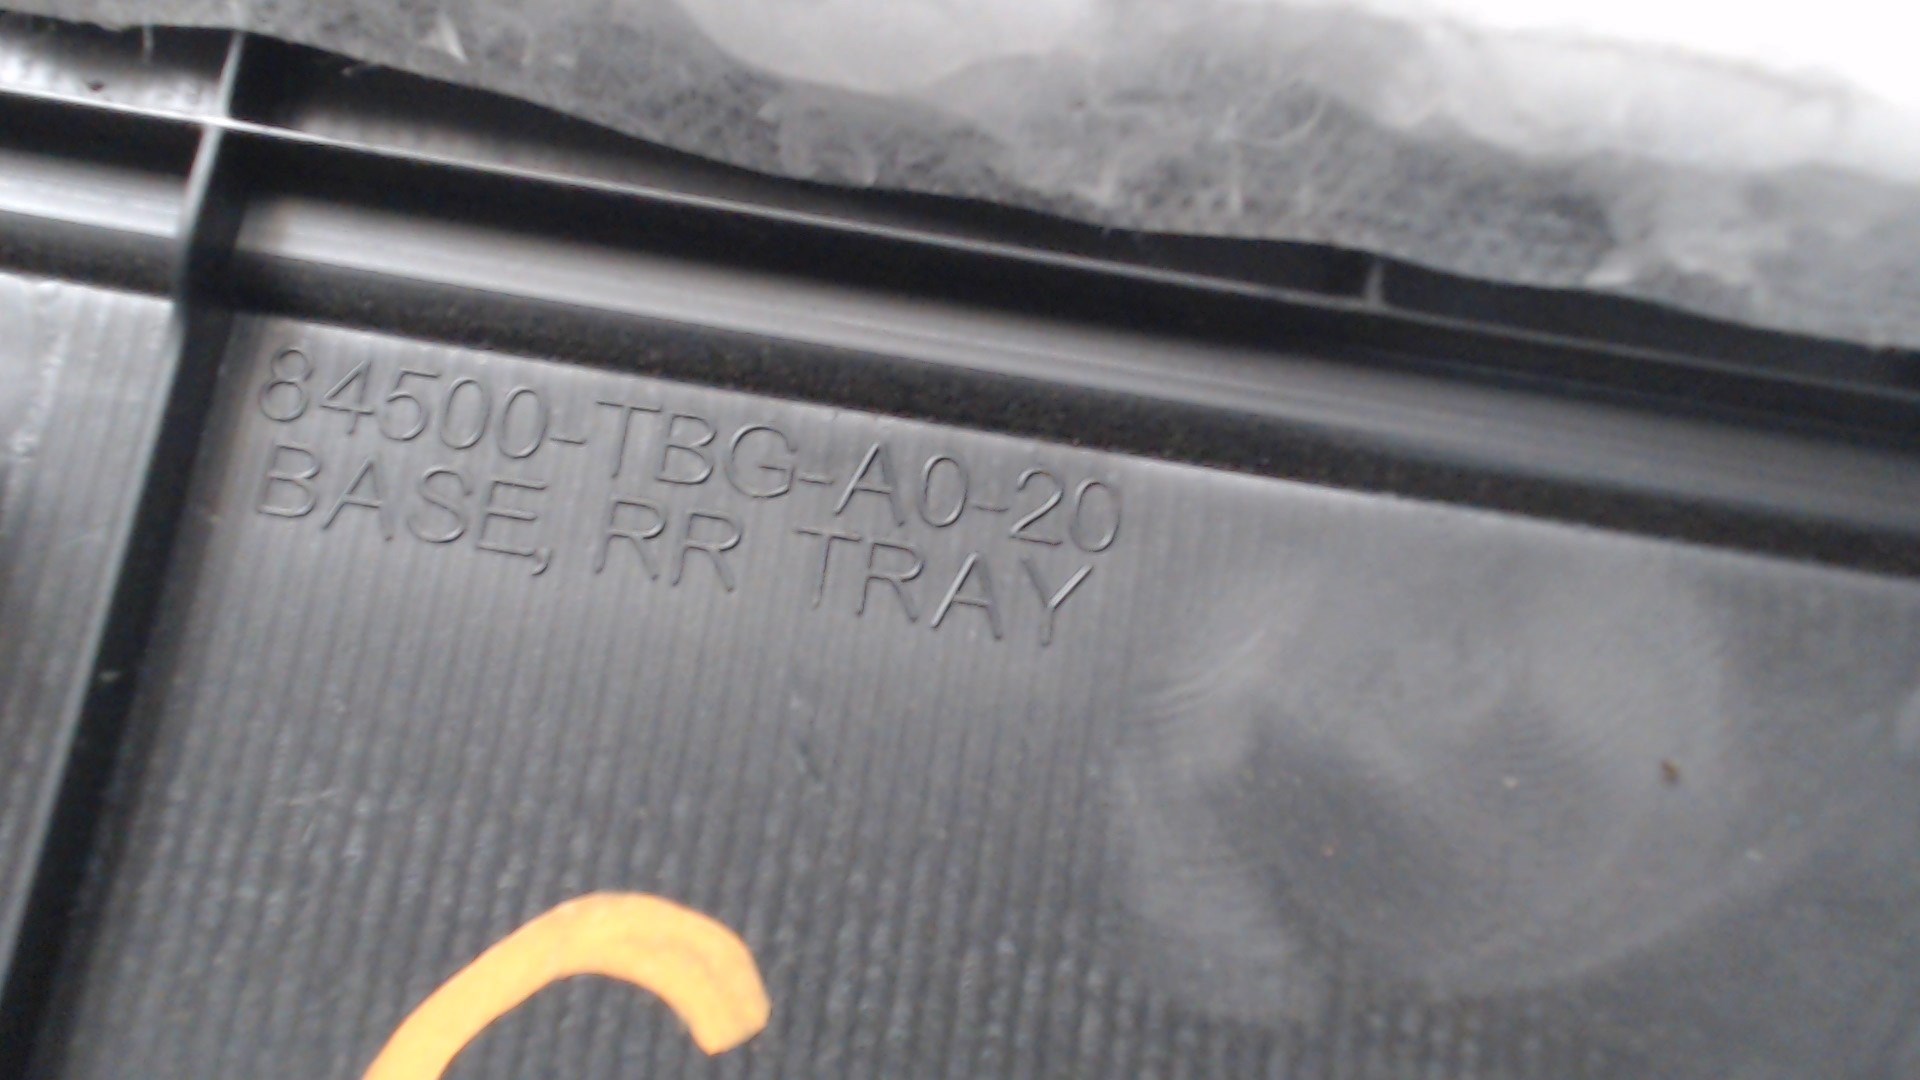 84500-TBG-A0-20
BASE, RR TRAY